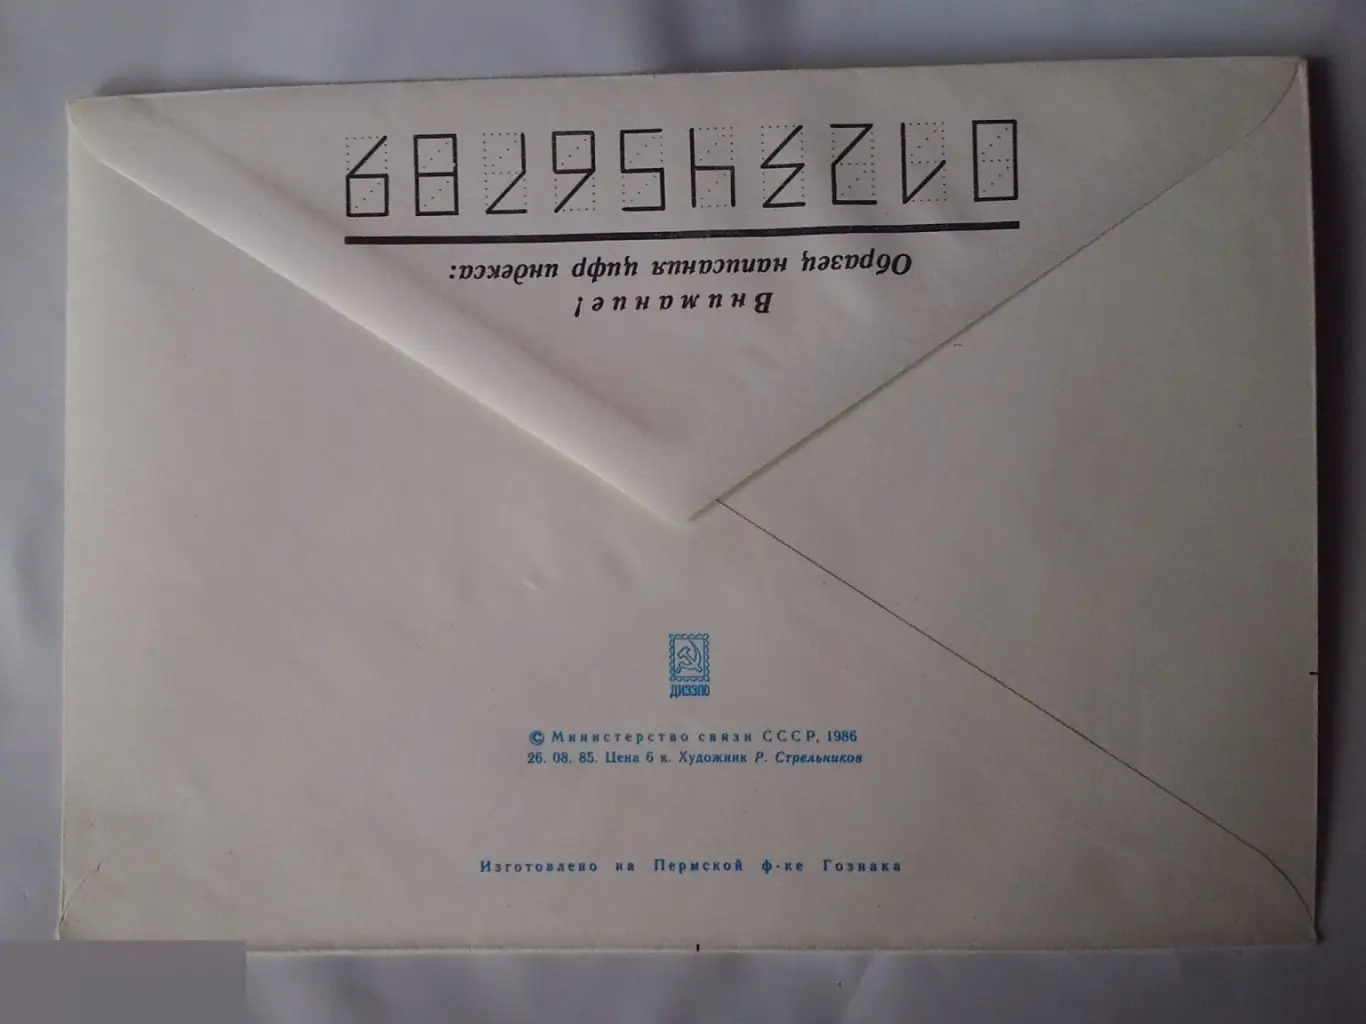 Внимание!
Образец написания цифр индекса:
0123456789
ДИЭЗПО
© Министерство связи СССР, 1986
26. 08. 85. Цена 6 к. Художник Р. Стрельников
Изготовлено на Пермской ф-ке Гознака